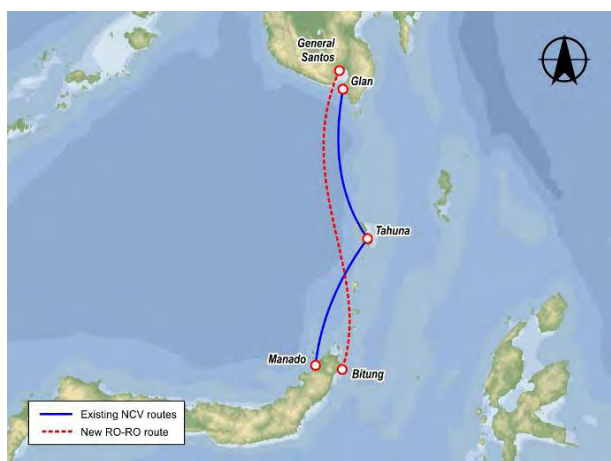 General
Santos
Glan
Tahuna
Manado
Bitung
Existing NCV routes
New RO-RO route